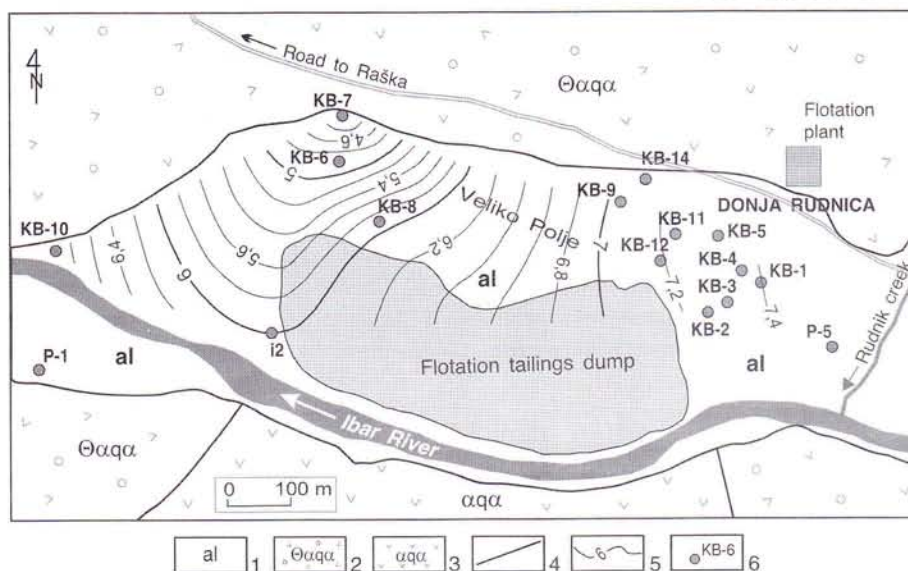 4
N
Road to Raška
Θαqα
Flotation
plant
KB-7
4,6
KB-6
5
5,4
KB-14
KB-9
DONJA RUDNICA
KB-8
Veliko Polje
KB-10
KB-11
KB-5
KB-12
KB-4
KB-1
5,6
6,2
6,8
7
6,4
6
al
7,2
KB-3
7,4
KB-2
P-5
i2
al
P-1
Flotation tailings dump
al
Rudnik creek
Ibar River
Θαqα
0 100 m
αqα
al 1
Θαqα 2
αqα 3
4
6 5
KB-6 6